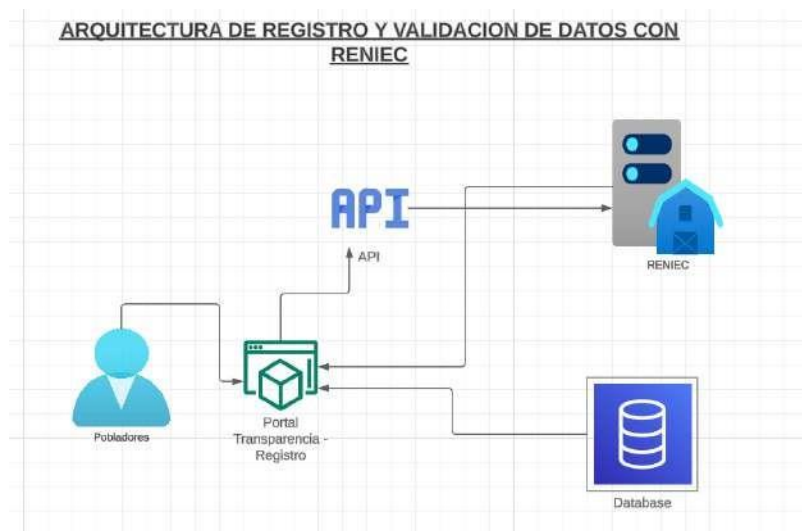 ARQUITECTURA DE REGISTRO Y VALIDACION DE DATOS CON
RENIEC
API
API
RENIEC
Pobladores
Portal
Transparencia -
Registro
Database